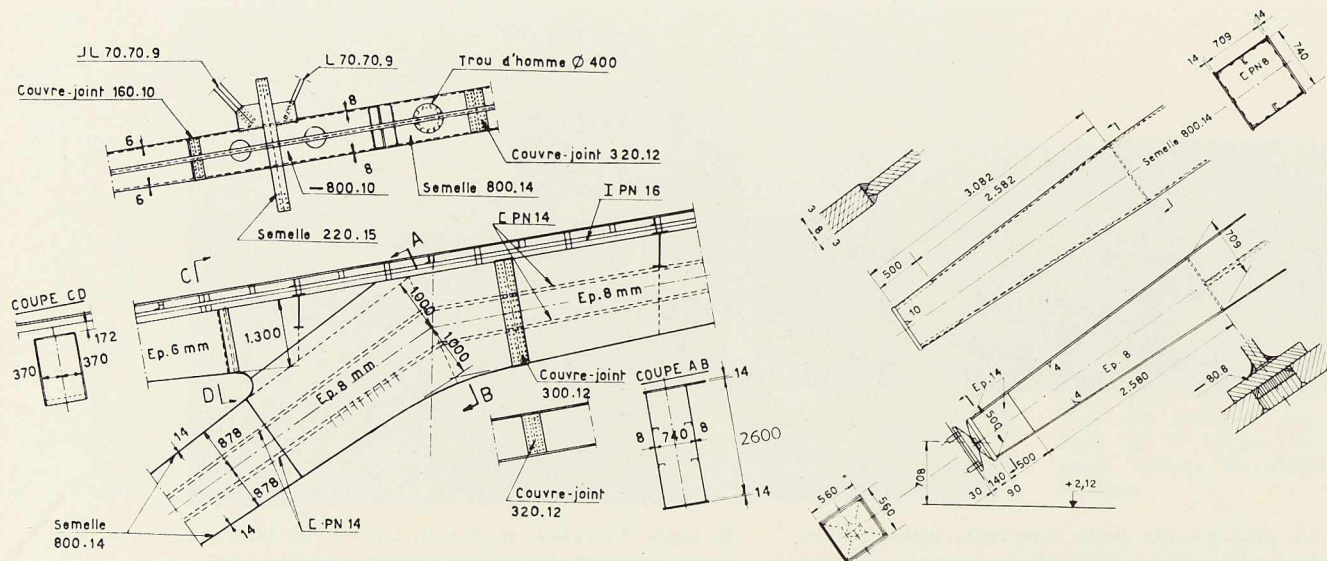 JL 70.70.9
L 70.70.9
Trou d'homme Ø 400
Couvre-joint 160.10
8
6
6
8
Couvre-joint 320.12
800.10
Semelle 800.14
I PN 16
Semelle 220.15
[ PN 14
A
C
COUPE CD
172
370
370
Ep. 6 mm
1.300
1000
1000
Ep. 8 mm
Ep. 8 mm
D
B
Couvre-joint
300.12
COUPE AB
14
8
740
8
2600
14
Couvre-joint
320.12
14
878
878
14
[ PN 14
Semelle
800.14
14
709
14
740
[ PN 8
Semelle 800.14
3.082
2.582
500
10
3
8
3
709
Ep. 14
4
Ep. 8
4
2.580
80.8
500
500
708
30
140
90
+2,12
560
560